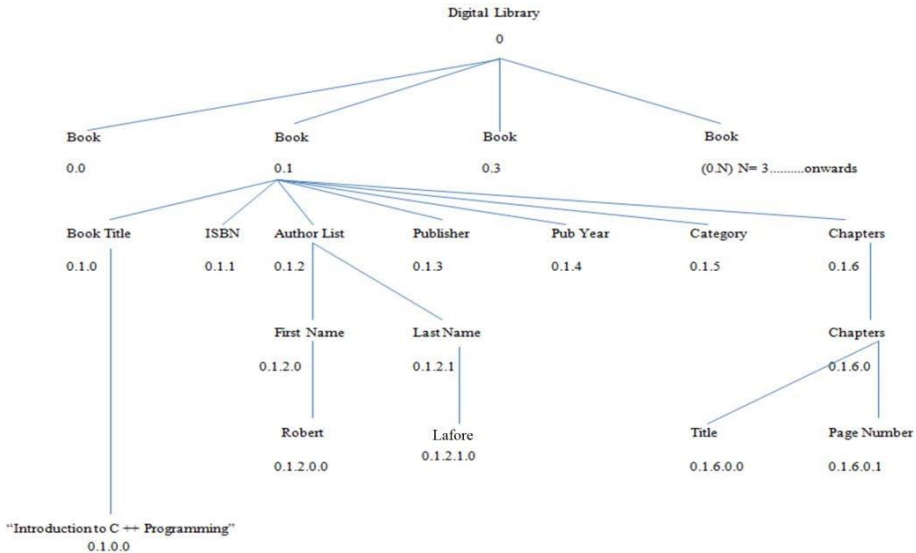 Digital Library
0
Book Book Book Book
0.0 0.1 0.3 (0.N) N= 3..........onwards
Book Title ISBN Author List Publisher Pub Year Category Chapters
0.1.0 0.1.1 0.1.2 0.1.3 0.1.4 0.1.5 0.1.6
First Name Last Name Chapters
0.1.2.0 0.1.2.1 0.1.6.0
Robert Lafore Title Page Number
0.1.2.0.0 0.1.2.1.0 0.1.6.0.0 0.1.6.0.1
“Introduction to C ++ Programming”
0.1.0.0